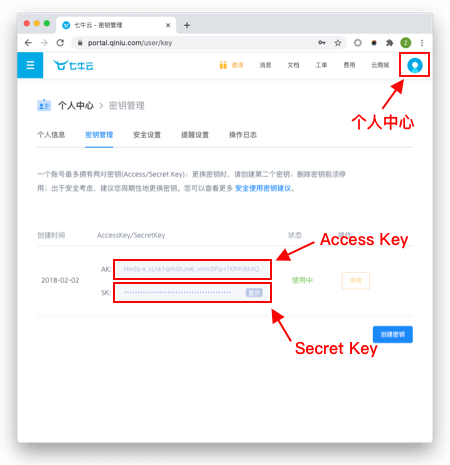 七牛云 - 密钥管理
portal.qiniu.com/user/key
Z
七牛云
邀请
消息
文档
工单
费用
云商城
个人中心
个人中心 > 密钥管理
个人信息
密钥管理
安全设置
提醒设置
操作日志
一个账号最多拥有两对密钥(Access/Secret Key)；更换密钥时，请创建第二个密钥；删除密钥前须停
用；出于安全考虑，建议您周期性地更换密钥。您可以查看更多 安全使用密钥建议。
创建时间
AccessKey/SecretKey
状态
操作
Access Key
2018-02-02
AK:
SK:
显示
使用中
停用
创建密钥
Secret Key